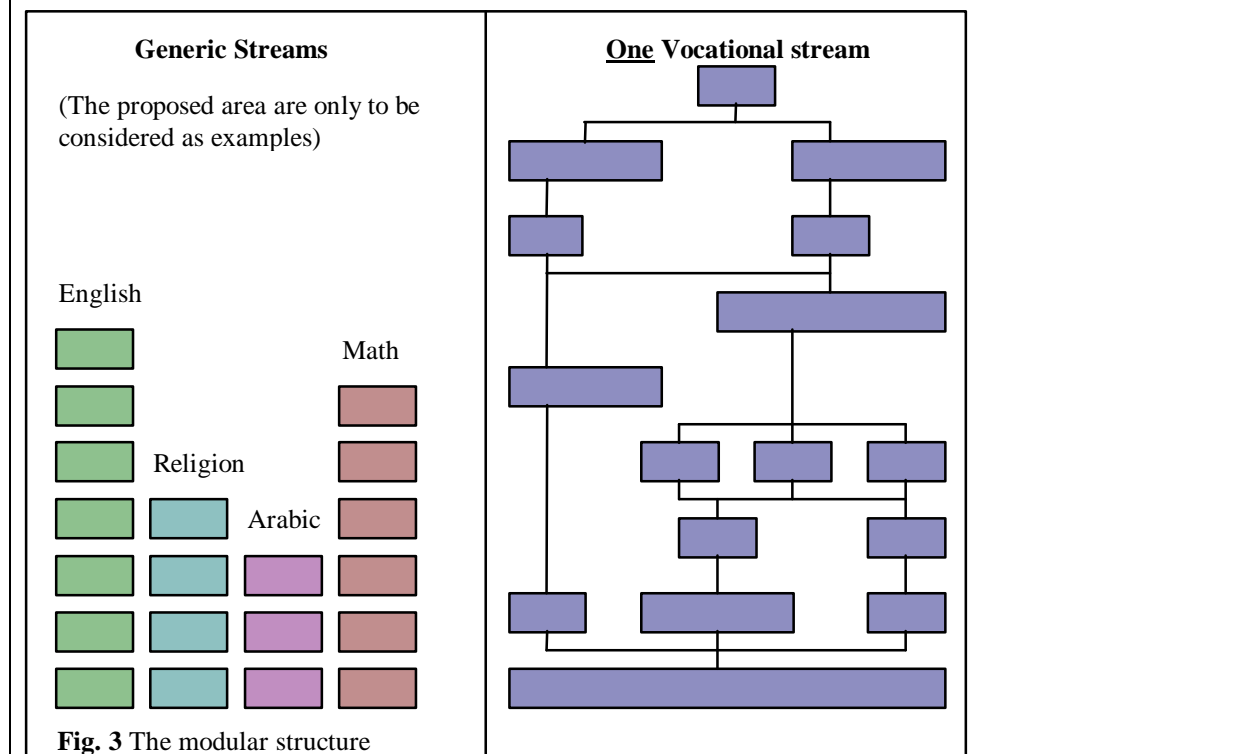 Generic Streams
(The proposed area are only to be
considered as examples)
English
Math
Religion
Arabic
Fig. 3 The modular structure
One Vocational stream